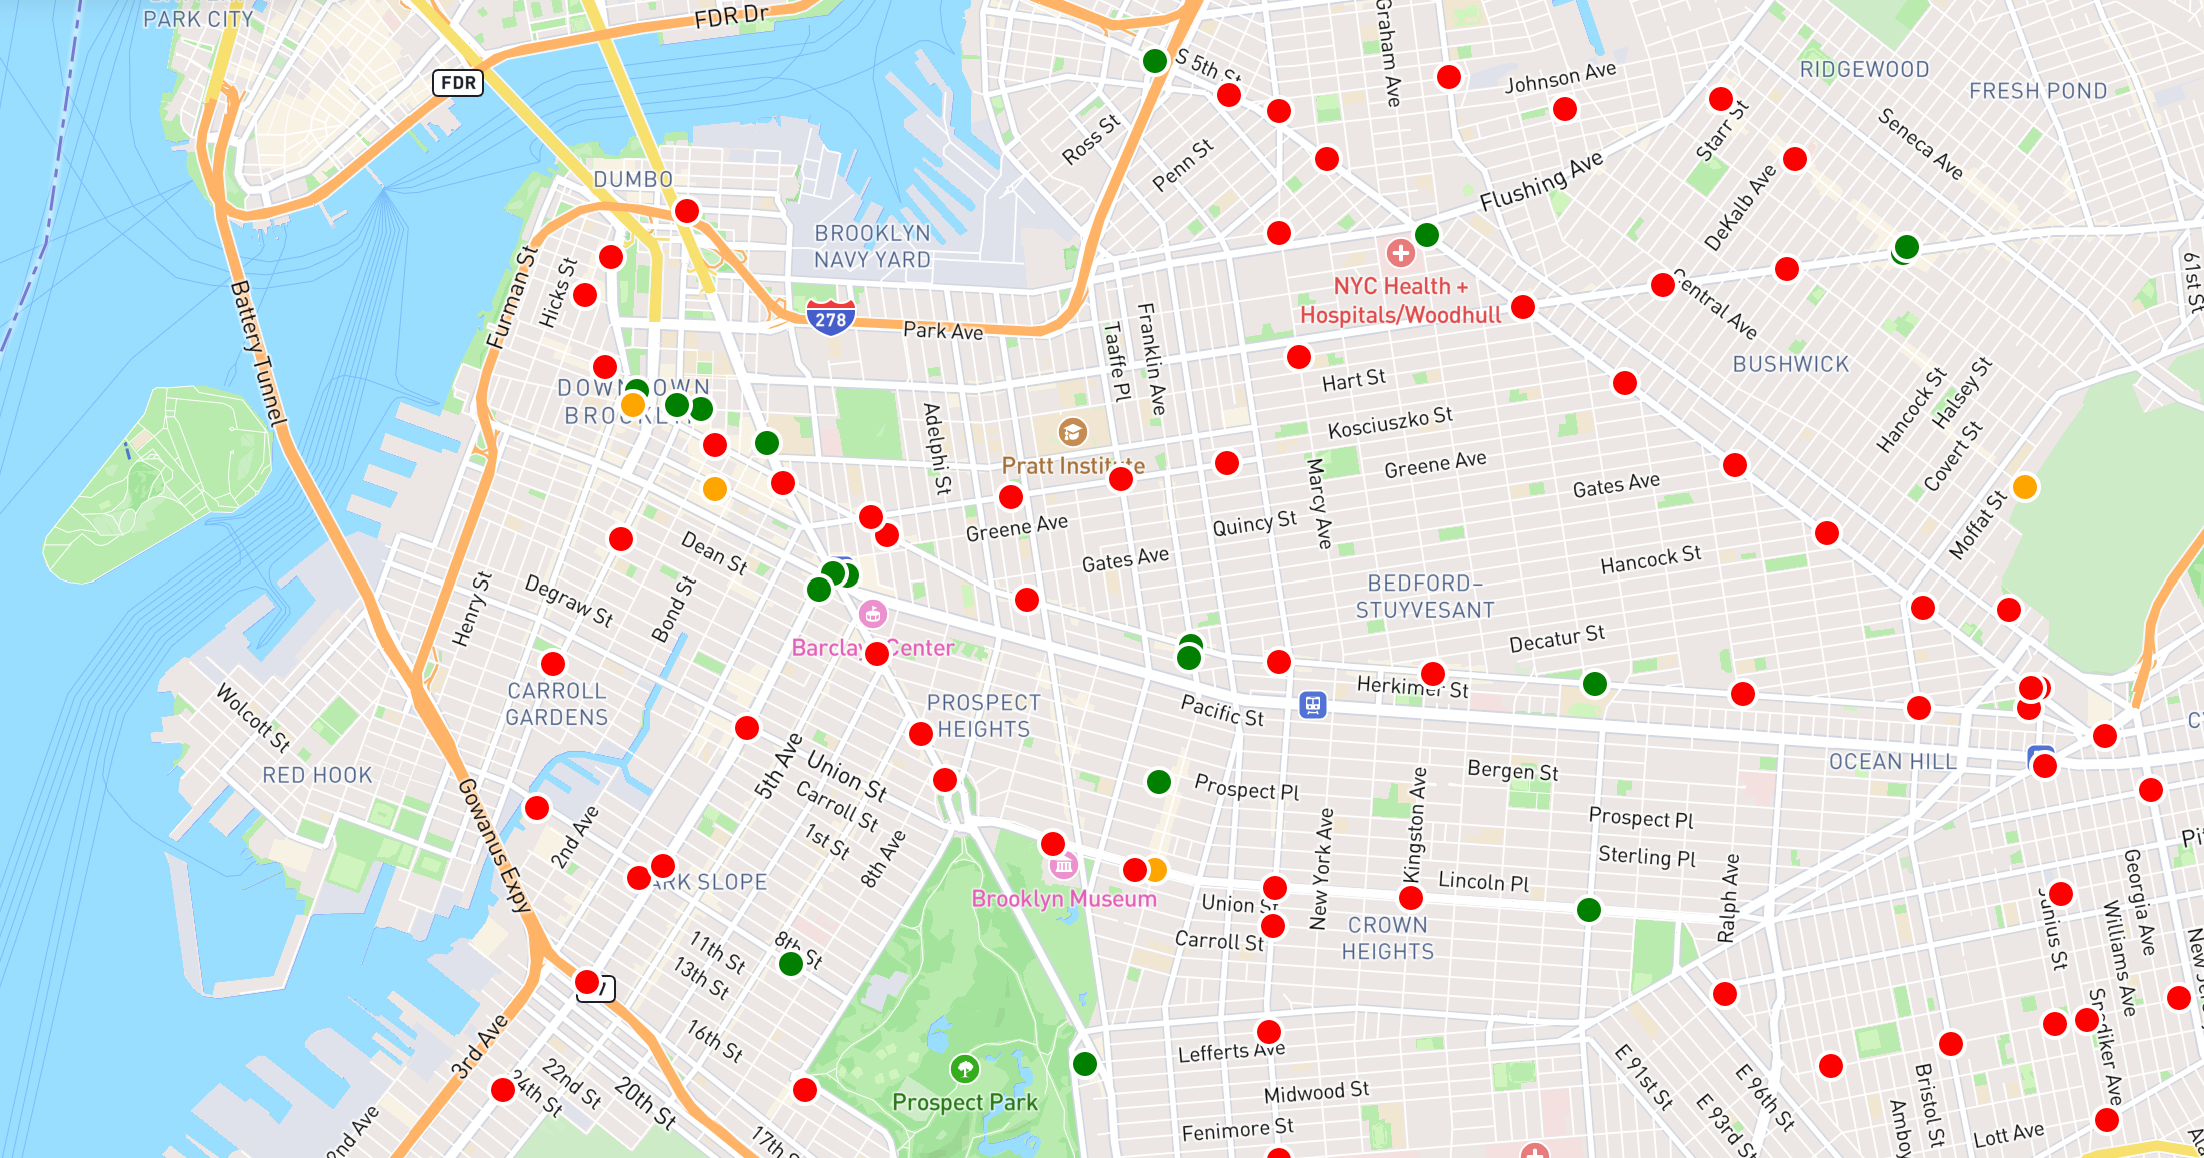 PARK CITY
FDR Dr
FDR
S 5th St
Graham Ave
Johnson Ave
RIDGEWOOD
FRESH POND
Ross St
Penn St
Starr St
Seneca Ave
Flushing Ave
DeKalb Ave
DUMBO
BROOKLYN
NAVY YARD
Hicks St
Furman St
Battery Tunnel
278
Park Ave
Taaffe Pl
Franklin Ave
NYC Health +
Hospitals/Woodhull
Central Ave
61st St
BUSHWICK
Hart St
Kosciuszko St
Greene Ave
Marcy Ave
Gates Ave
Hancock St
Halsey St
Covert St
Moffat St
DOWNTOWN
BROOKLYN
Adelphi St
Pratt Institute
Greene Ave
Quincy St
Gates Ave
Hancock St
BEDFORD-
STUYVESANT
Dean St
Degraw St
Bond St
Henry St
Barclays Center
Decatur St
Herkimer St
CARROLL
GARDENS
PROSPECT
HEIGHTS
Pacific St
Wolcott St
RED HOOK
Gowanus Expy
5th Ave
Union St
Carroll St
1st St
8th Ave
2nd Ave
Prospect Pl
Bergen St
Kingston Ave
OCEAN HILL
Prospect Pl
Sterling Pl
Lincoln Pl
New York Ave
Ralph Ave
PARK SLOPE
Brooklyn Museum
Union St
Carroll St
CROWN
HEIGHTS
Junius St
Georgia Ave
Williams Ave
8th St
11th St
13th St
16th St
3rd Ave
22nd St
24th St
20th St
17th St
2nd Ave
Prospect Park
Lefferts Ave
Midwood St
Fenimore St
E 91st St
E 96th St
E 93rd St
Snediker Ave
Bristol St
Lott Ave